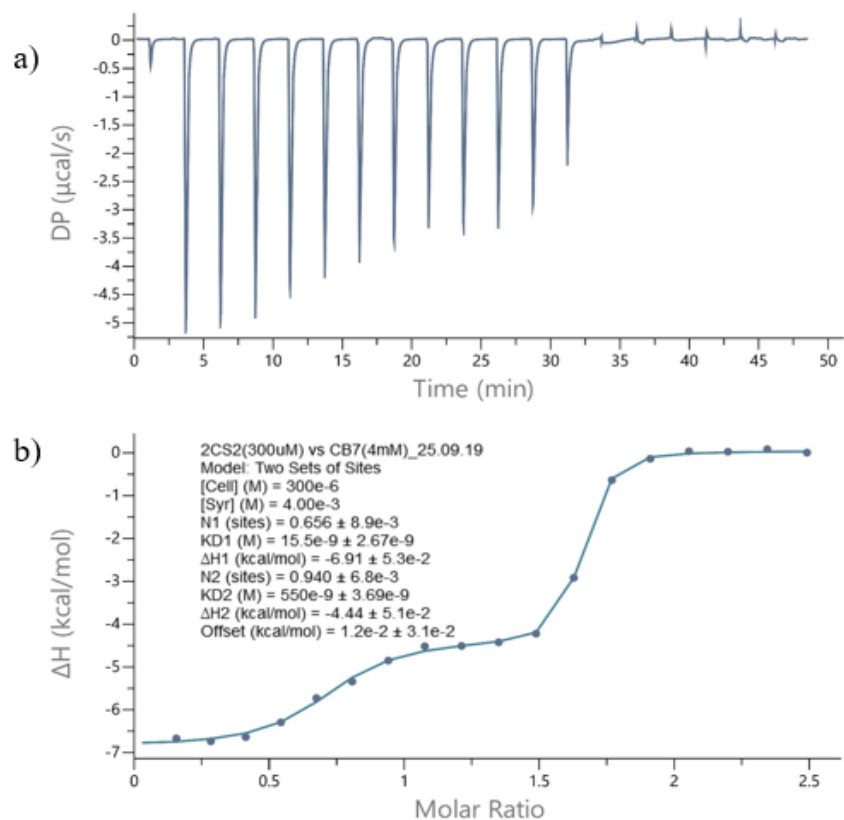 a)
0
-0.5
-1
-1.5
-2
-2.5
-3
-3.5
-4
-4.5
-5
DP (μcal/s)
0 5 10 15 20 25 30 35 40 45 50
Time (min)
b)
2CS2(300uM) vs CB7(4mM)_25.09.19
Model: Two Sets of Sites
[Cell] (M) = 300e-6
[Syr] (M) = 4.00e-3
N1 (sites) = 0.656 ± 8.9e-3
KD1 (M) = 15.5e-9 ± 2.67e-9
ΔH1 (kcal/mol) = -6.91 ± 5.3e-2
N2 (sites) = 0.940 ± 6.8e-3
KD2 (M) = 550e-9 ± 3.69e-9
ΔH2 (kcal/mol) = -4.44 ± 5.1e-2
Offset (kcal/mol) = 1.2e-2 ± 3.1e-2
0
-1
-2
-3
-4
-5
-6
-7
ΔH (kcal/mol)
0 0.5 1 1.5 2 2.5
Molar Ratio